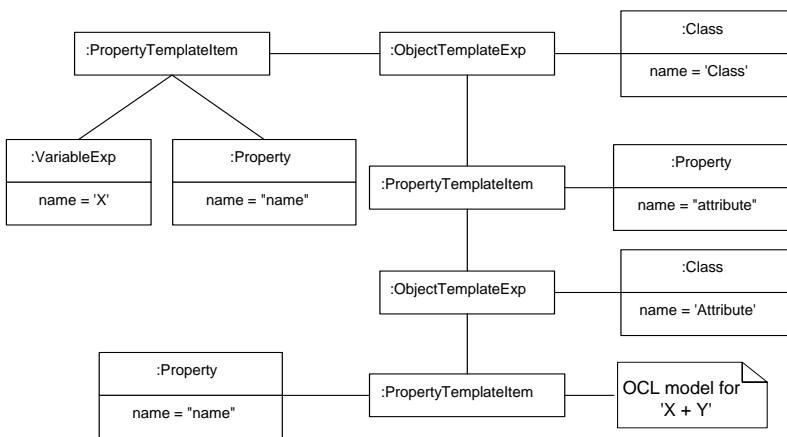 :PropertyTemplateItem
:ObjectTemplateExp
:Class
name = 'Class'
:VariableExp
name = 'X'
:Property
name = "name"
:PropertyTemplateItem
:Property
name = "attribute"
:ObjectTemplateExp
:Class
name = 'Attribute'
:Property
name = "name"
:PropertyTemplateItem
OCL model for
'X + Y'